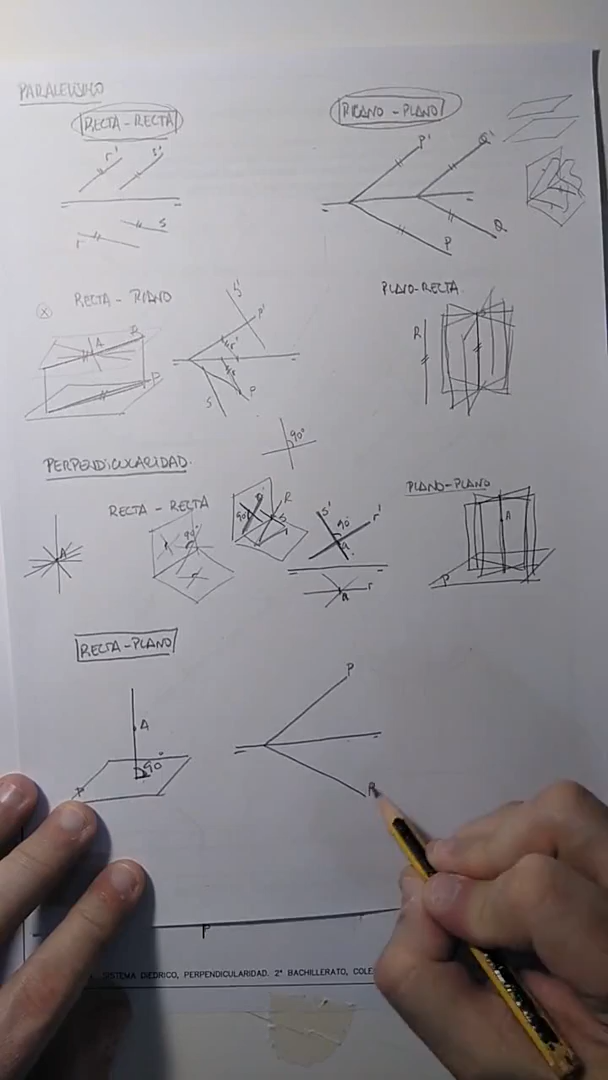 PARALELISMO
RECTA-RECTA
PLANO-PLANO
r' s'
P' Q'
r s
P Q
RECTA-PLANO
PLANO-RECTA
A R
P
s' P' r'
r P
s
R
90°
PERPENDICULARIDAD
RECTA-RECTA
PLANO-PLANO
A
90°
90° R
s
s' 90° r'
A r
A
P
RECTA-PLANO
A
90°
P
P
P
P
SISTEMA DIÉDRICO, PERPENDICULARIDAD. 2º BACHILLERATO, COLE